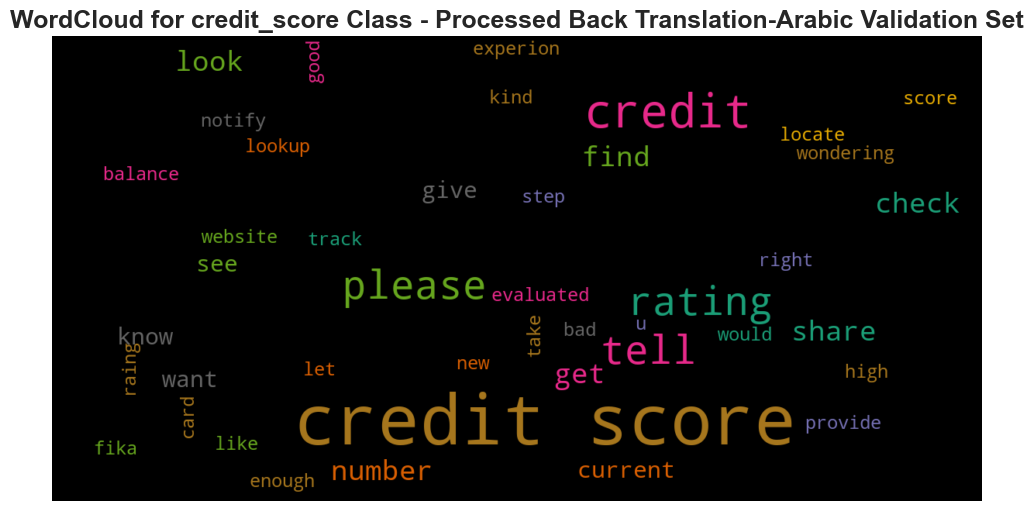 WordCloud for credit_score Class - Processed Back Translation-Arabic Validation Set
experion
look
good
kind
score
credit
notify
locate
lookup
find
wondering
balance
give
step
check
website
track
see
right
please
evaluated
rating
know
take
bad
u
would
share
tell
raing
want
let
new
get
high
card
credit score
provide
fika
like
number
current
enough